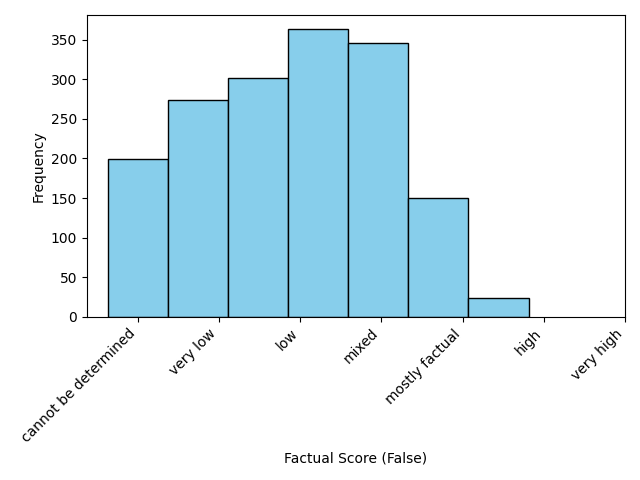 350
300
250
200
150
100
50
0
Frequency
cannot be determined
very low
low
mixed
mostly factual
high
very high
Factual Score (False)